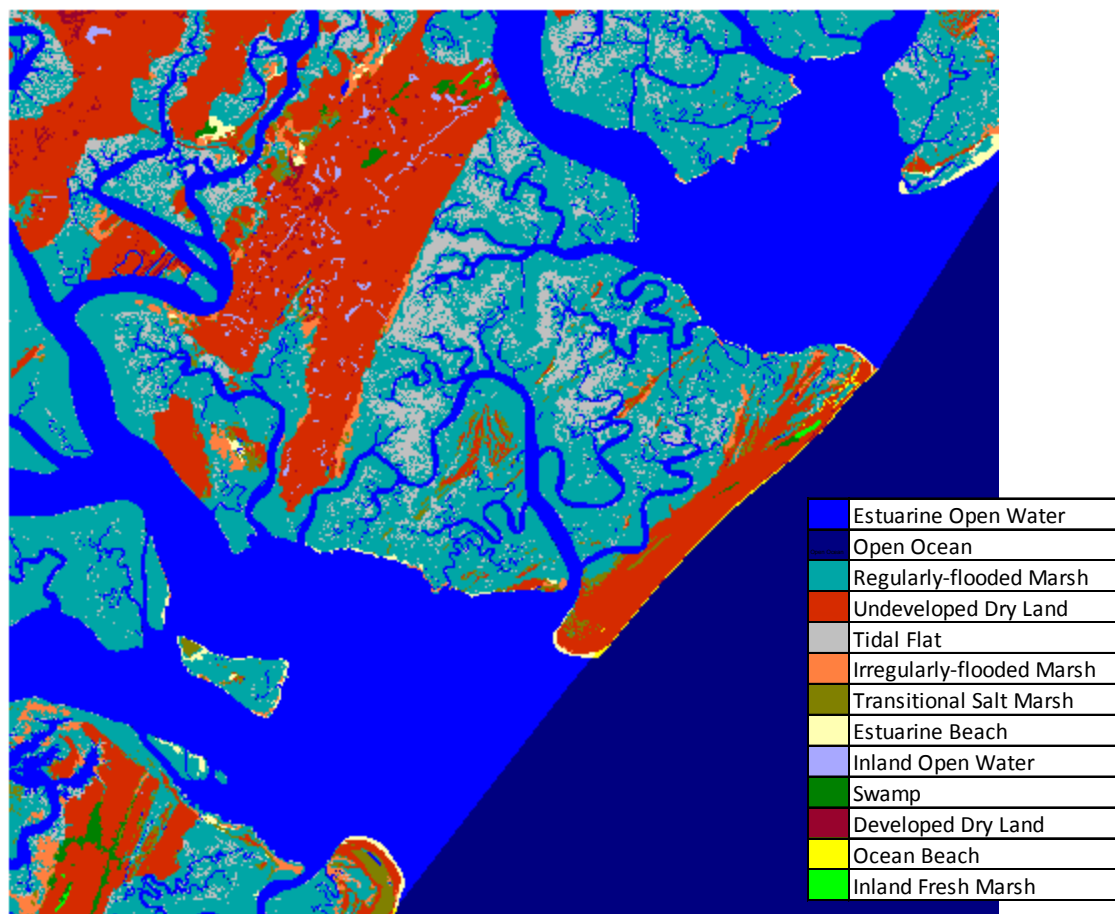 Estuarine Open Water
Open Ocean
Regularly-flooded Marsh
Undeveloped Dry Land
Tidal Flat
Irregularly-flooded Marsh
Transitional Salt Marsh
Estuarine Beach
Inland Open Water
Swamp
Developed Dry Land
Ocean Beach
Inland Fresh Marsh